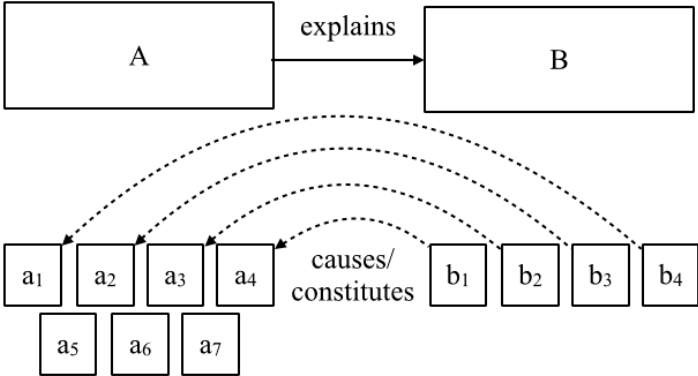 explains
A
B
a₁
a₂
a₃
a₄
causes/
constitutes
b₁
b₂
b₃
b₄
a₅
a₆
a₇